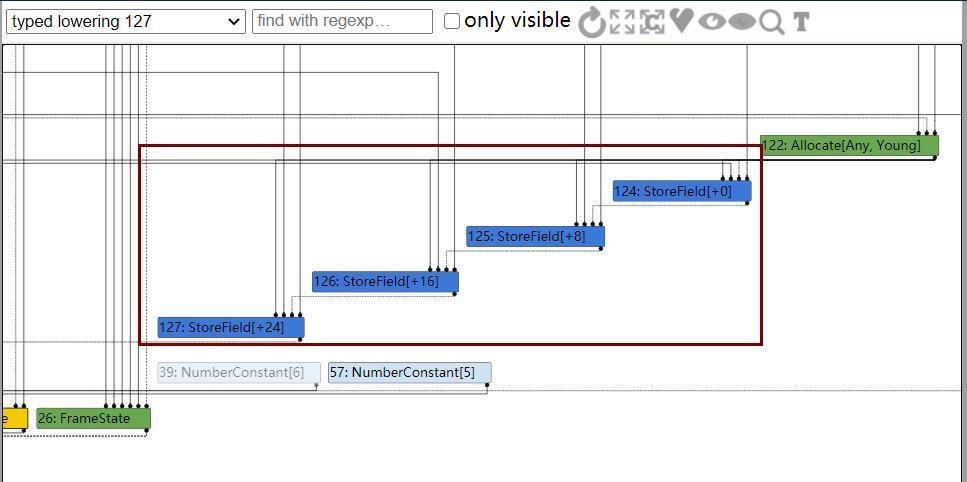 typed lowering 127
find with regexp...
only visible
T
122: Allocate[Any, Young]
124: StoreField[+0]
125: StoreField[+8]
126: StoreField[+16]
127: StoreField[+24]
39: NumberConstant[6]
57: NumberConstant[5]
e
26: FrameState